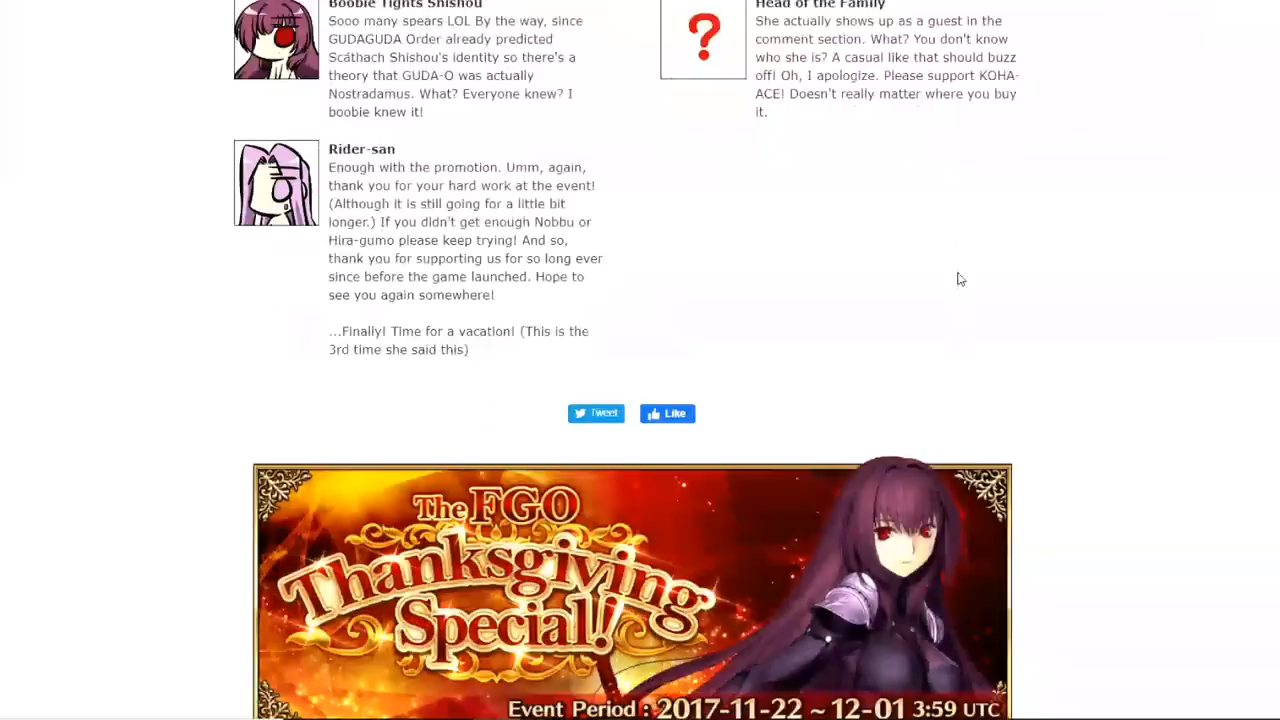 Boobie Tights Shishou
Sooo many spears LOL By the way, since
GUDAGUDA Order already predicted
Scáthach Shishou's identity so there's a
theory that GUDA-O was actually
Nostradamus. What? Everyone knew? I
boobie knew it!
Head of the Family
She actually shows up as a guest in the
comment section. What? You don't know
who she is? A casual like that should buzz
off! Oh, I apologize. Please support KOHA-
ACE! Doesn't really matter where you buy
it.
Rider-san
Enough with the promotion. Umm, again,
thank you for your hard work at the event!
(Although it is still going for a little bit
longer.) If you didn't get enough Nobbu or
Hira-gumo please keep trying! And so,
thank you for supporting us for so long ever
since before the game launched. Hope to
see you again somewhere!
...Finally! Time for a vacation! (This is the
3rd time she said this)
Tweet
Like
The FGO
Thanksgiving
Special!
Event Period : 2017-11-22 ~ 12-01 3:59 UTC